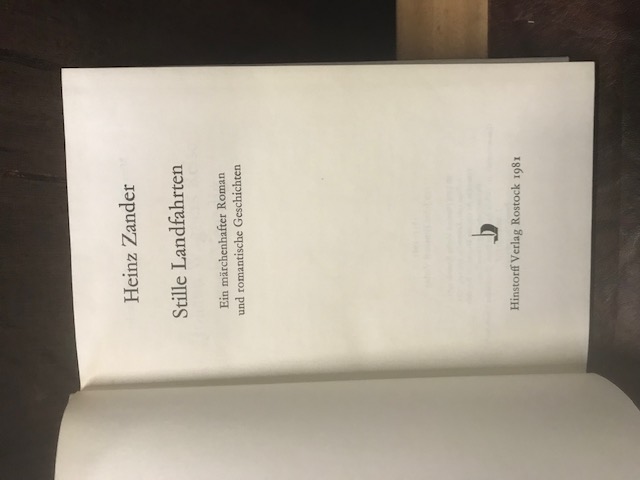 Heinz Zander
Stille Landfahrten
Ein märchenhafter Roman
und romantische Geschichten
Hinstorff Verlag Rostock 1981